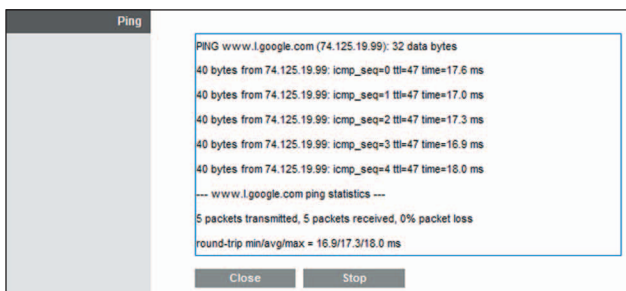 Ping
PING www.l.google.com (74.125.19.99): 32 data bytes
40 bytes from 74.125.19.99: icmp_seq=0 ttl=47 time=17.6 ms
40 bytes from 74.125.19.99: icmp_seq=1 ttl=47 time=17.0 ms
40 bytes from 74.125.19.99: icmp_seq=2 ttl=47 time=17.3 ms
40 bytes from 74.125.19.99: icmp_seq=3 ttl=47 time=16.9 ms
40 bytes from 74.125.19.99: icmp_seq=4 ttl=47 time=18.0 ms
--- www.l.google.com ping statistics ---
5 packets transmitted, 5 packets received, 0% packet loss
round-trip min/avg/max = 16.9/17.3/18.0 ms
Close Stop